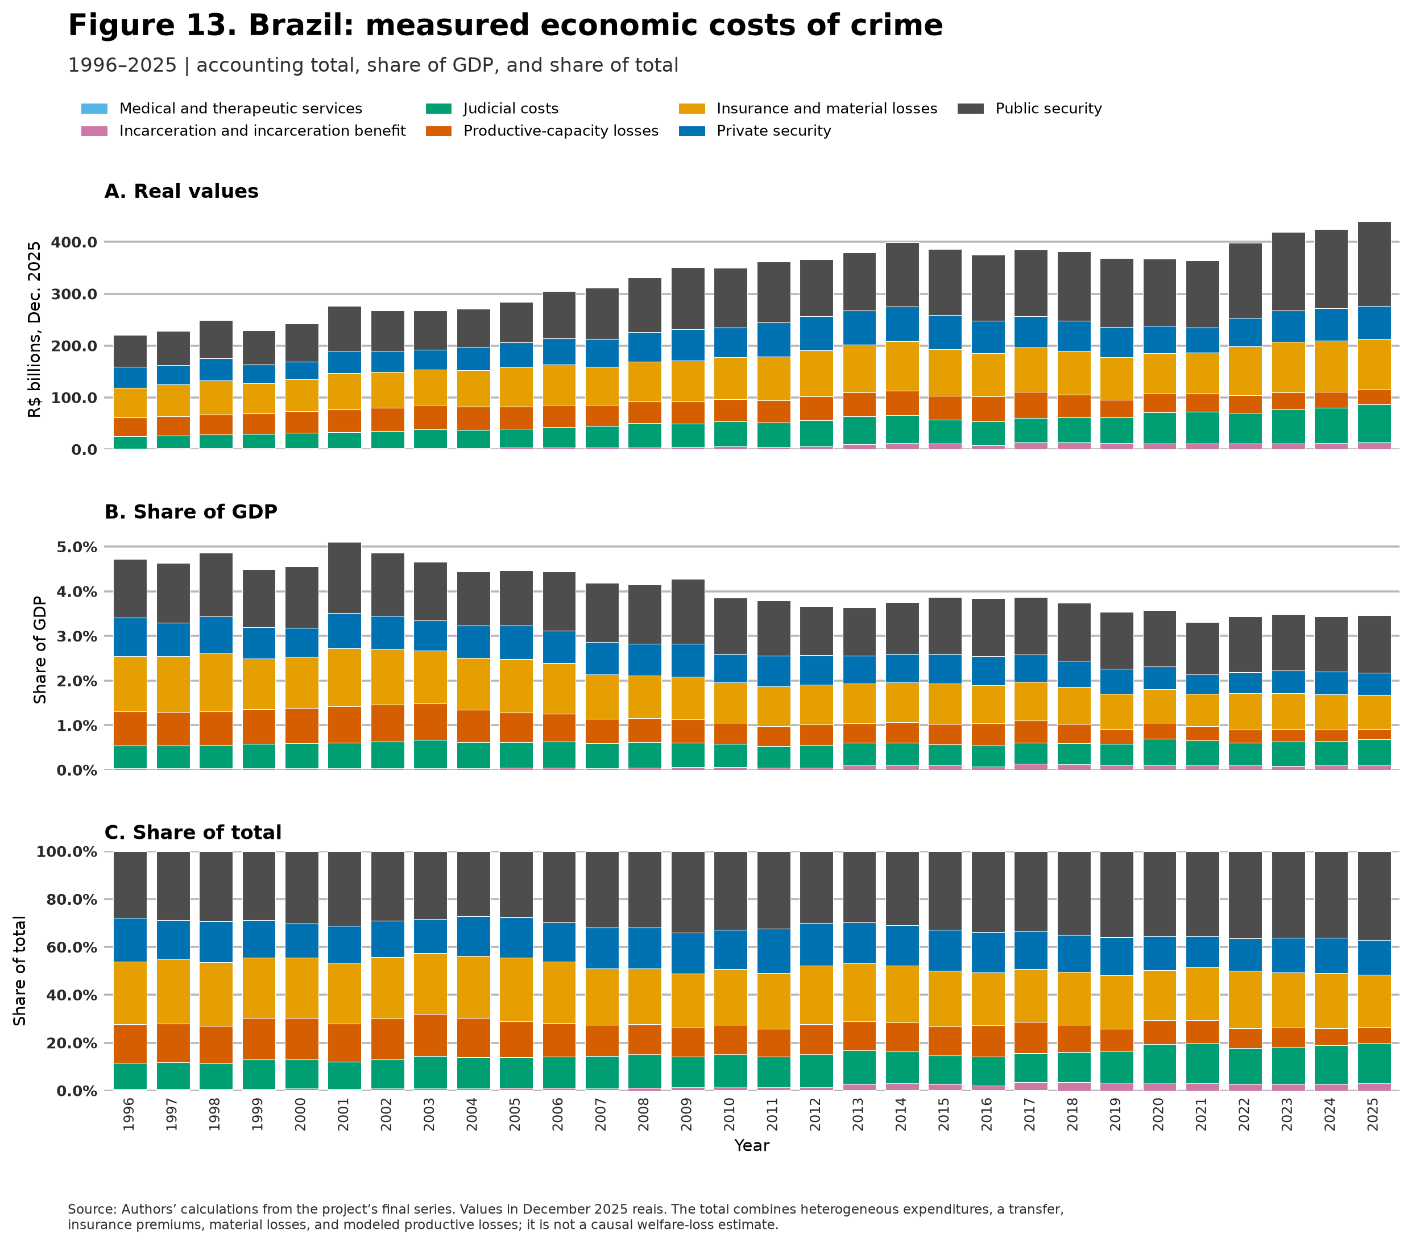 Figure 13. Brazil: measured economic costs of crime
1996–2025 | accounting total, share of GDP, and share of total
Medical and therapeutic services
Judicial costs
Insurance and material losses
Public security
Incarceration and incarceration benefit
Productive-capacity losses
Private security
A. Real values
R$ billions, Dec. 2025
400.0
300.0
200.0
100.0
0.0
B. Share of GDP
Share of GDP
5.0%
4.0%
3.0%
2.0%
1.0%
0.0%
C. Share of total
Share of total
100.0%
80.0%
60.0%
40.0%
20.0%
0.0%
1996
1997
1998
1999
2000
2001
2002
2003
2004
2005
2006
2007
2008
2009
2010
2011
2012
2013
2014
2015
2016
2017
2018
2019
2020
2021
2022
2023
2024
2025
Year
Source: Authors’ calculations from the project’s final series. Values in December 2025 reais. The total combines heterogeneous expenditures, a transfer,
insurance premiums, material losses, and modeled productive losses; it is not a causal welfare-loss estimate.